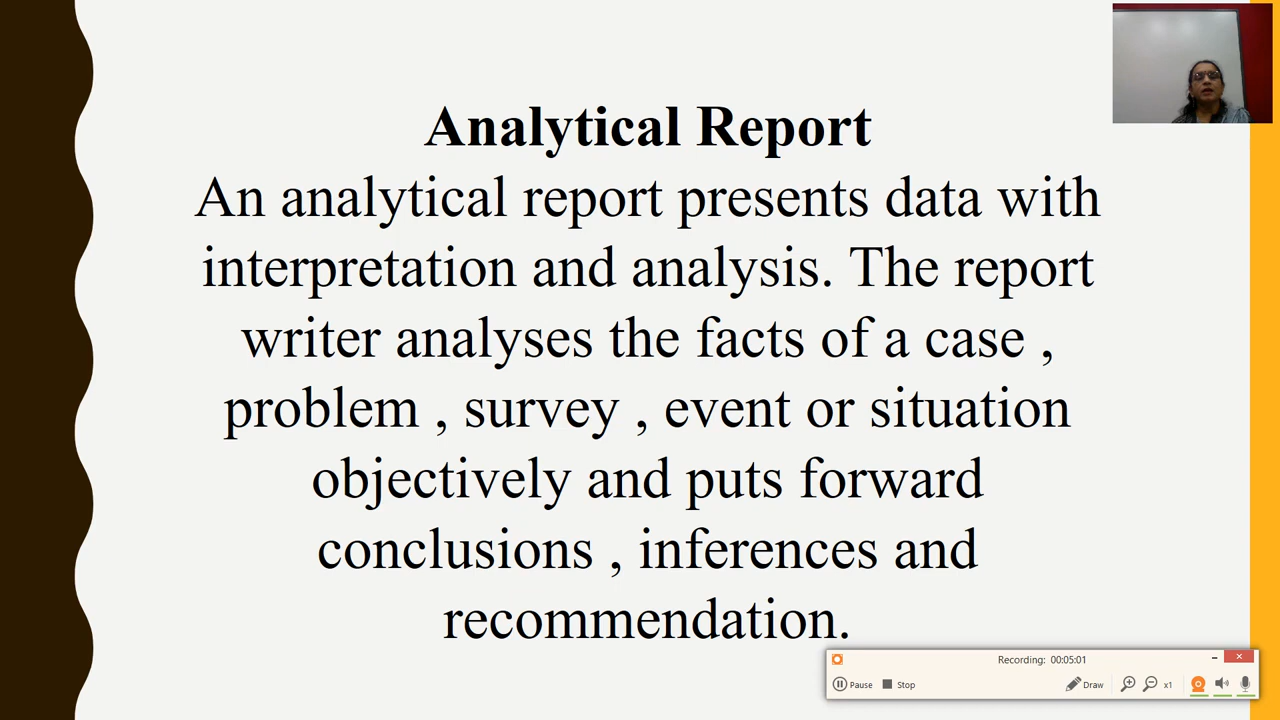 Analytical Report
An analytical report presents data with
interpretation and analysis. The report
writer analyses the facts of a case ,
problem , survey , event or situation
objectively and puts forward
conclusions , inferences and
recommendation.
Recording: 00:05:01
Pause Stop Draw x1